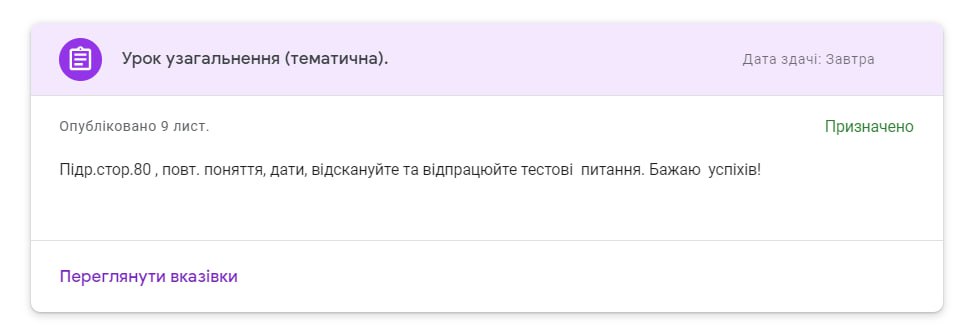 Урок узагальнення (тематична).
Дата здачі: Завтра
Опубліковано 9 лист.
Призначено
Підр.стор.80 , повт. поняття, дати, відскануйте та відпрацюйте тестові  питання. Бажаю  успіхів!
Переглянути вказівки